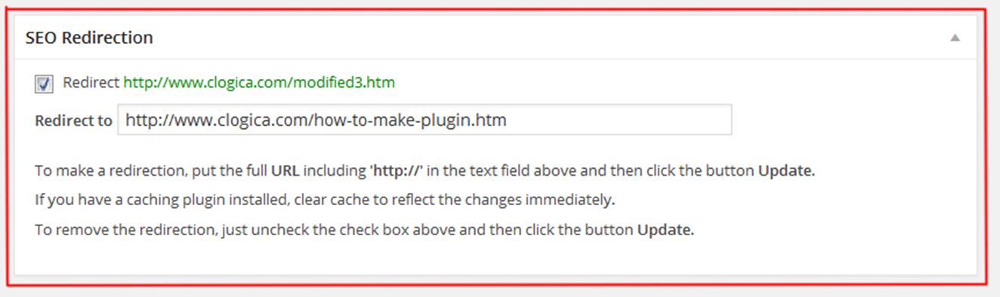 SEO Redirection
Redirect http://www.clogica.com/modified3.htm
Redirect to http://www.clogica.com/how-to-make-plugin.htm
To make a redirection, put the full URL including 'http://' in the text field above and then click the button Update.
If you have a caching plugin installed, clear cache to reflect the changes immediately.
To remove the redirection, just uncheck the check box above and then click the button Update.